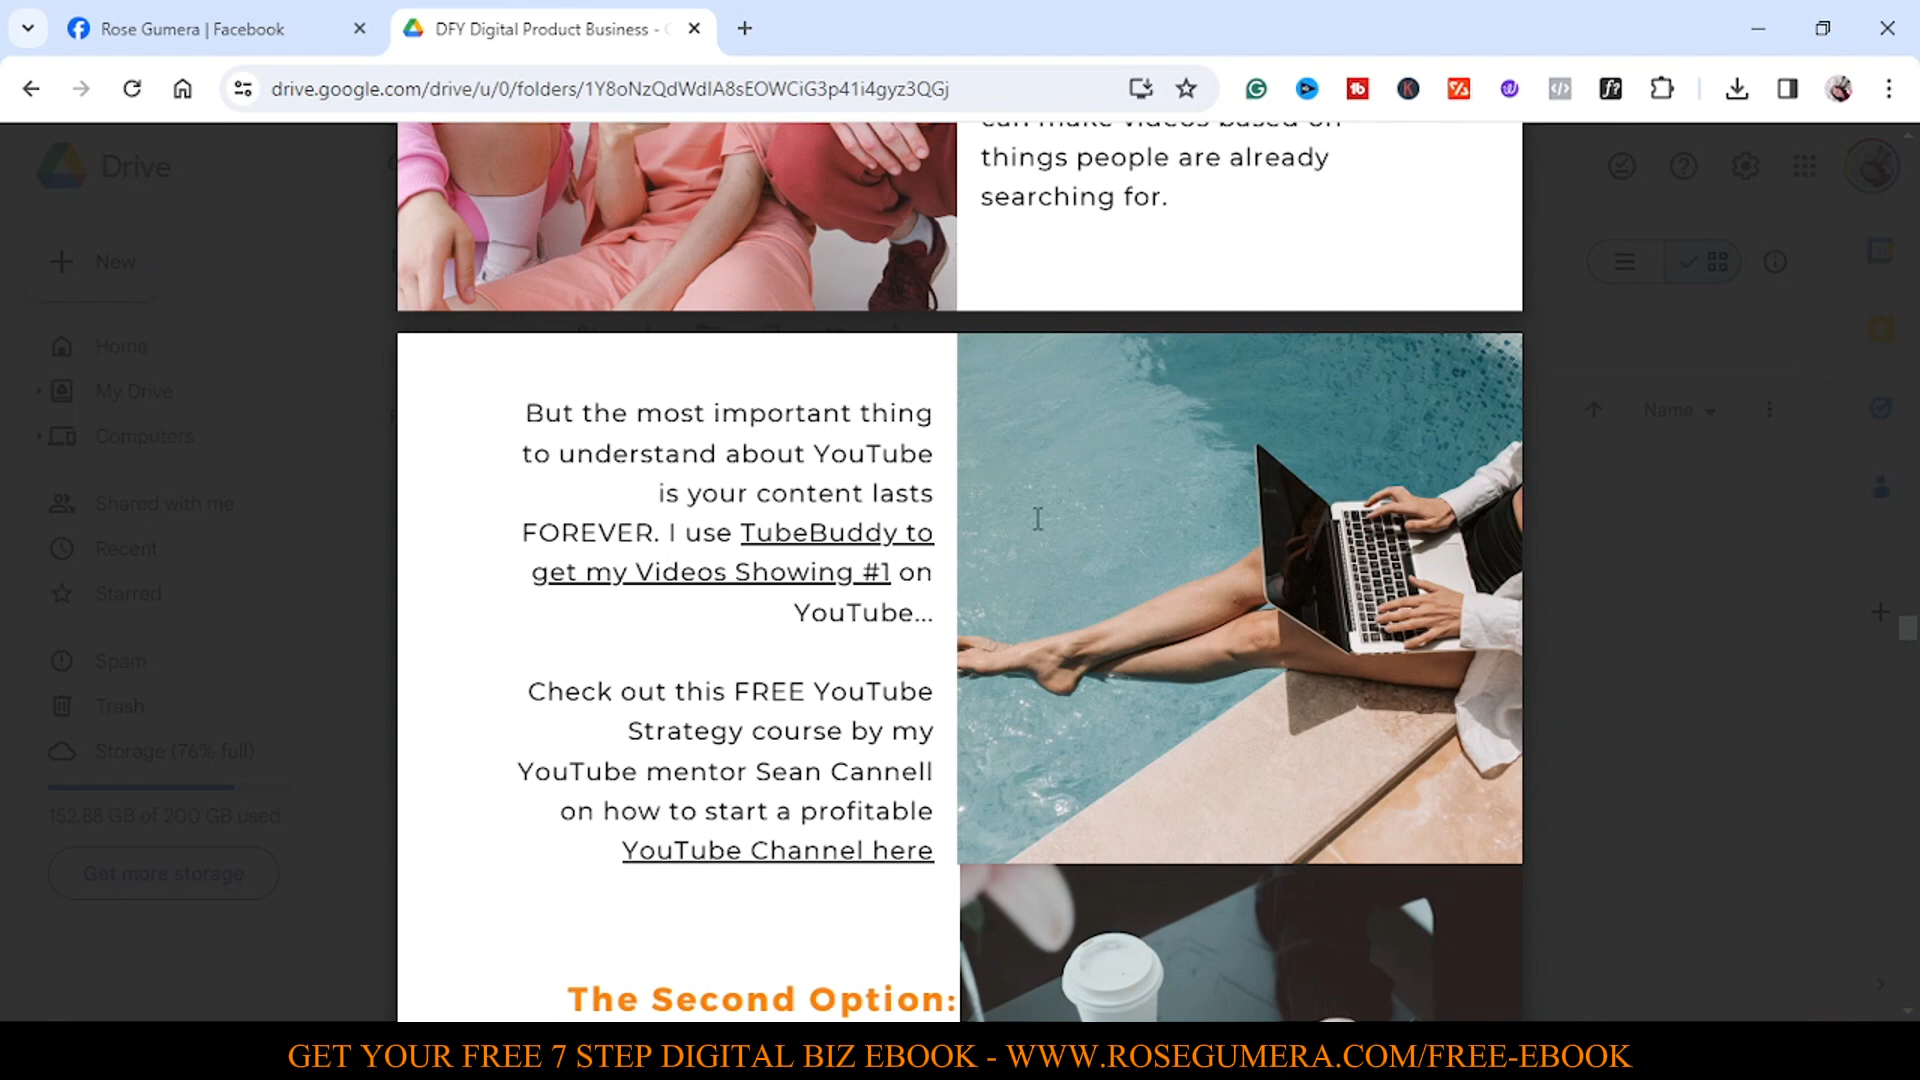 Rose Gumera | Facebook
DFY Digital Product Business -
drive.google.com/drive/u/0/folders/1Y8oNzQdWdIA8sEOWCiG3p41i4gyz3QGj
Drive
New
Home
My Drive
Computers
Shared with me
Recent
Starred
Spam
Trash
Storage (76% full)
152.88 GB of 200 GB used
Get more storage
Name
can make videos based on
things people are already
searching for.
But the most important thing
to understand about YouTube
is your content lasts
FOREVER. I use TubeBuddy to
get my Videos Showing #1 on
YouTube...
Check out this FREE YouTube
Strategy course by my
YouTube mentor Sean Cannell
on how to start a profitable
YouTube Channel here
The Second Option:
GET YOUR FREE 7 STEP DIGITAL BIZ EBOOK - WWW.ROSEGUMERA.COM/FREE-EBOOK